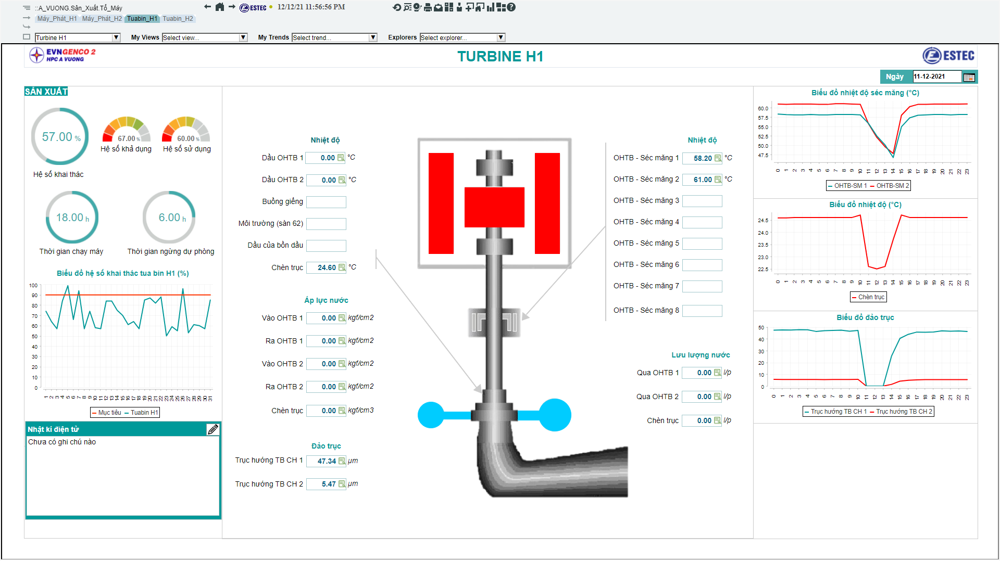 ::A_VUONG.Sản_Xuất.Tổ_Máy
ESTEC 12/12/21 11:56:56 PM
Máy_Phát_H1 Máy_Phát_H2 Tuabin_H1 Tuabin_H2
Turbine H1 My Views Select view... My Trends Select trend... Explorers Select explorer...
EVNGENCO 2
HPC A VUONG
TURBINE H1
ESTEC
Ngày 11-12-2021
SẢN XUẤT
57.00 %
Hệ số khai thác
67.00 %
Hệ số khả dụng
60.00 %
Hệ số sử dụng
18.00 h
Thời gian chạy máy
6.00 h
Thời gian ngừng dự phòng
Biểu đồ hệ số khai thác tua bin H1 (%)
100
90
80
70
60
50
40
30
20
10
0
1 2 3 4 5 6 7 8 9 10 11 12 13 14 15 16 17 18 19 20 21 22 23 24 25 26 27 28 29 30 31
Mục tiêu Tuabin H1
Nhật kí điện tử
Chưa có ghi chú nào
Nhiệt độ
Dầu OHTB 1 0.00 °C
Dầu OHTB 2 0.00 °C
Buồng giếng
Môi trường (sàn 62)
Dầu của bồn dầu
Chèn trục 24.60 °C
Áp lực nước
Vào OHTB 1 0.00 kgf/cm2
Ra OHTB 1 0.00 kgf/cm2
Vào OHTB 2 0.00 kgf/cm2
Ra OHTB 2 0.00 kgf/cm2
Chèn trục 0.00 kgf/cm3
Đảo trục
Trục hướng TB CH 1 47.34 µm
Trục hướng TB CH 2 5.47 µm
Nhiệt độ
OHTB - Séc măng 1 58.20 °C
OHTB - Séc măng 2 61.00 °C
OHTB - Séc măng 3
OHTB - Séc măng 4
OHTB - Séc măng 5
OHTB - Séc măng 6
OHTB - Séc măng 7
OHTB - Séc măng 8
Lưu lượng nước
Qua OHTB 1 0.00 l/p
Qua OHTB 2 0.00 l/p
Chèn trục 0.00 l/p
Biểu đồ nhiệt độ séc măng (°C)
60.0
57.5
55.0
52.5
50.0
47.5
0 1 2 3 4 5 6 7 8 9 10 11 12 13 14 15 16 17 18 19 20 21 22 23
OHTB-SM 1 OHTB-SM 2
Biểu đồ nhiệt độ (°C)
24.5
24.0
23.5
23.0
22.5
0 1 2 3 4 5 6 7 8 9 10 11 12 13 14 15 16 17 18 19 20 21 22 23
Chèn trục
Biểu đồ đảo trục
50
40
30
20
10
0
0 1 2 3 4 5 6 7 8 9 10 11 12 13 14 15 16 17 18 19 20 21 22 23
Trục hướng TB CH 1 Trục hướng TB CH 2